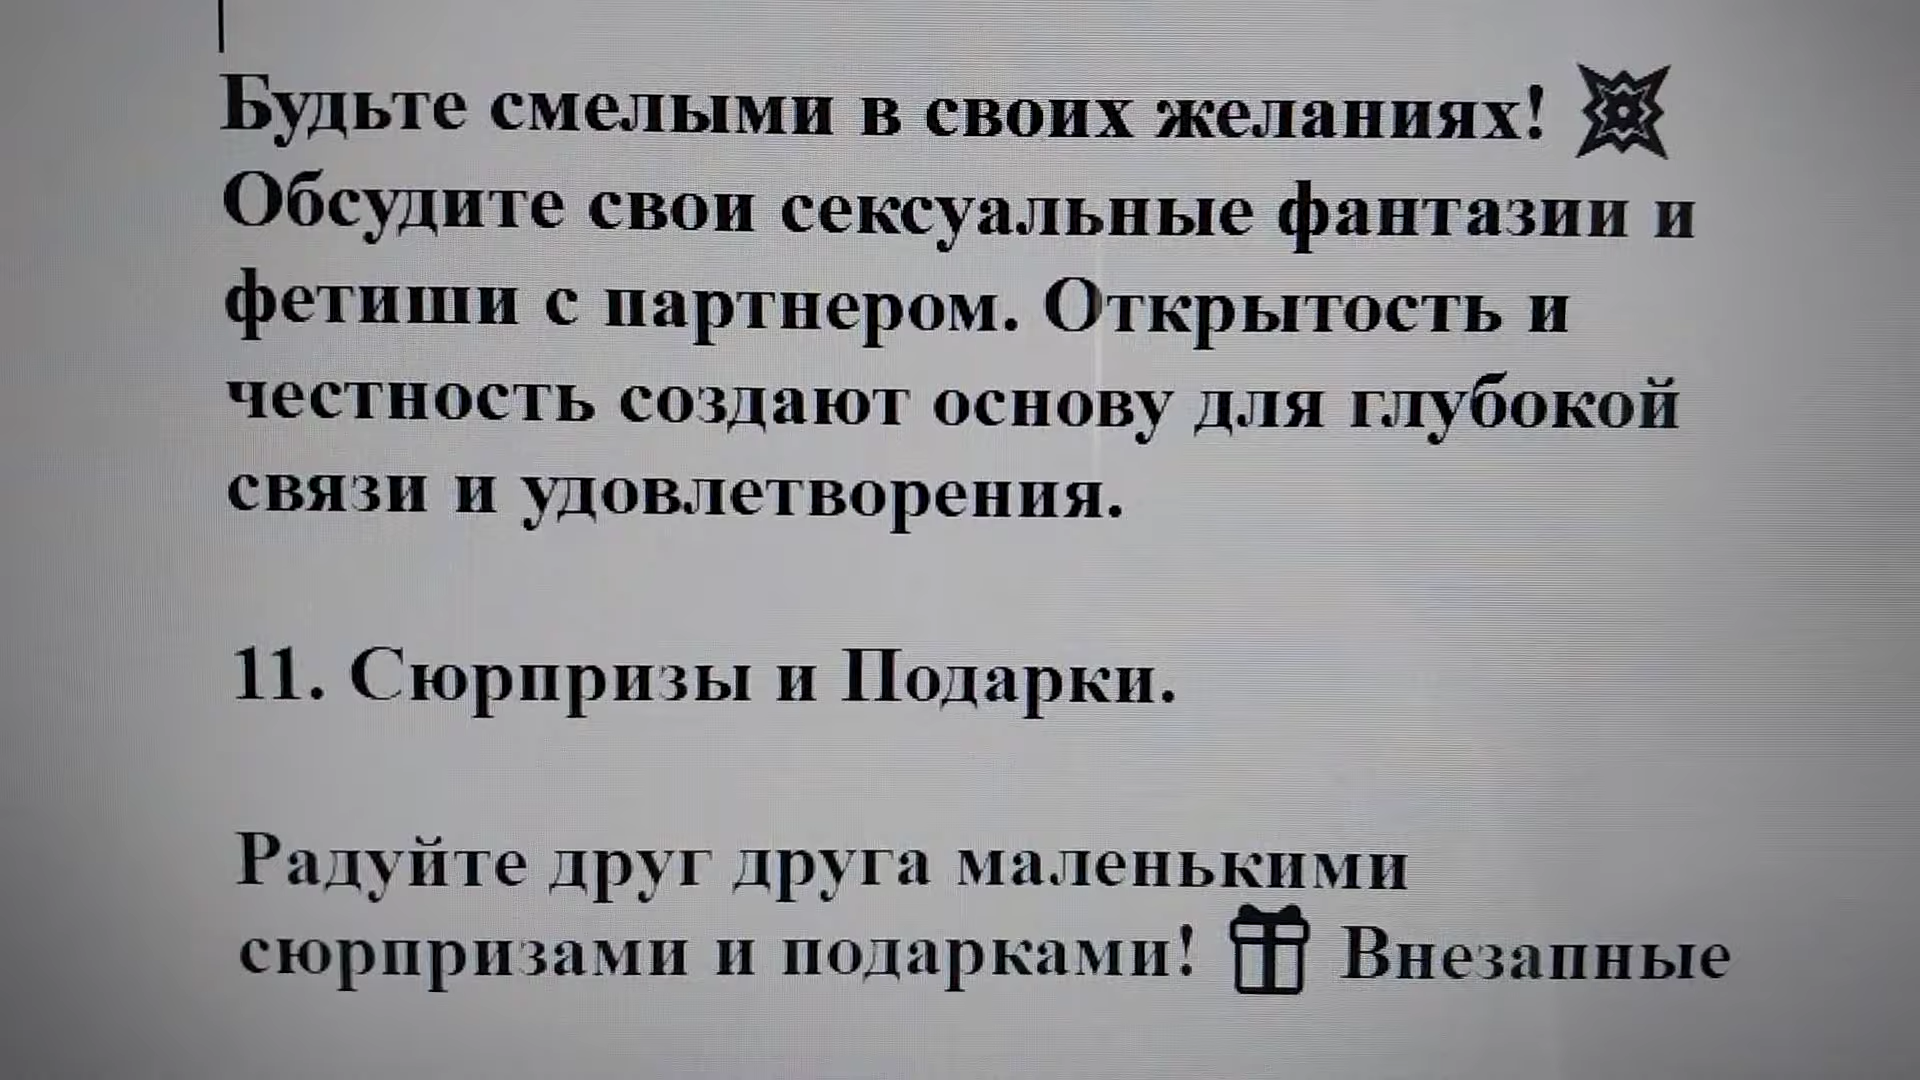 Будьте смелыми в своих желаниях! 💥
Обсудите свои сексуальные фантазии и
фетиши с партнером. Открытость и
честность создают основу для глубокой
связи и удовлетворения.
11. Сюрпризы и Подарки.
Радуйте друг друга маленькими
сюрпризами и подарками! 🎁 Внезапные